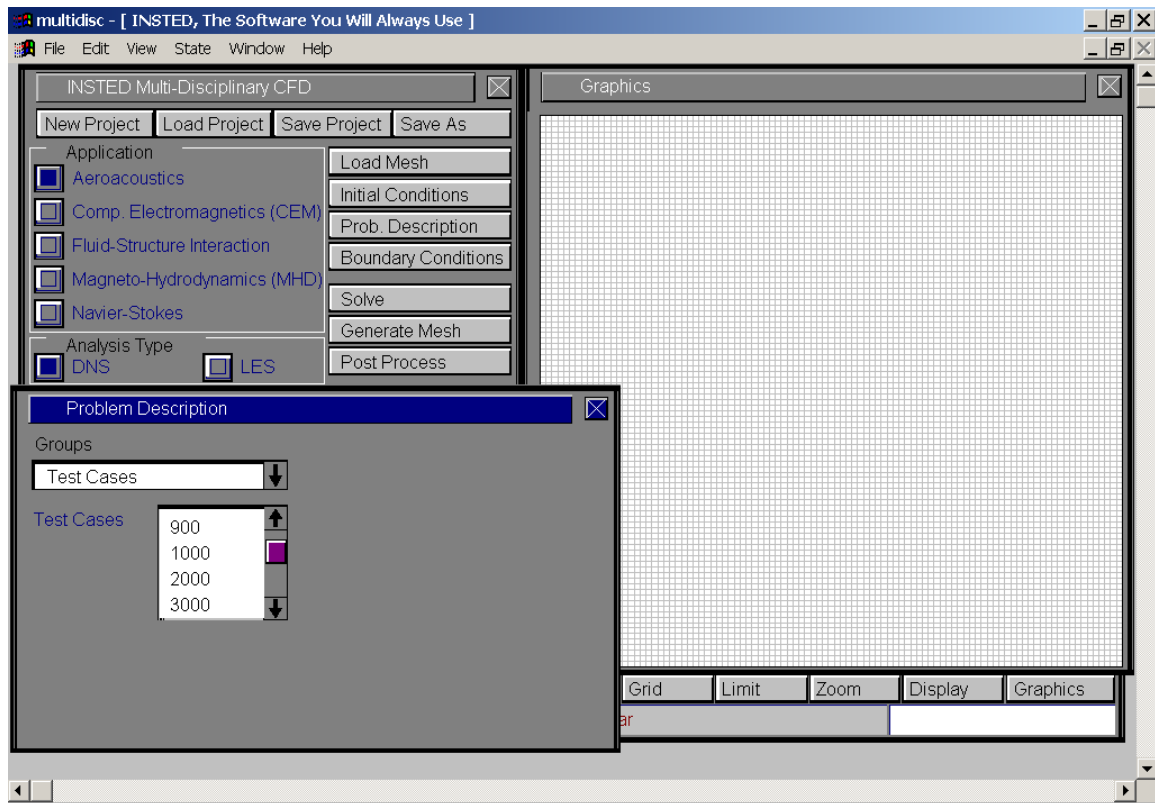 multidisc - [ INSTED, The Software You Will Always Use ]
File Edit View State Window Help
INSTED Multi-Disciplinary CFD
Graphics
New Project Load Project Save Project Save As
Application
Aeroacoustics
Comp. Electromagnetics (CEM)
Fluid-Structure Interaction
Magneto-Hydrodynamics (MHD)
Navier-Stokes
Analysis Type
DNS LES
Load Mesh
Initial Conditions
Prob. Description
Boundary Conditions
Solve
Generate Mesh
Post Process
Problem Description
Groups
Test Cases
Test Cases
900
1000
2000
3000
Grid Limit Zoom Display Graphics